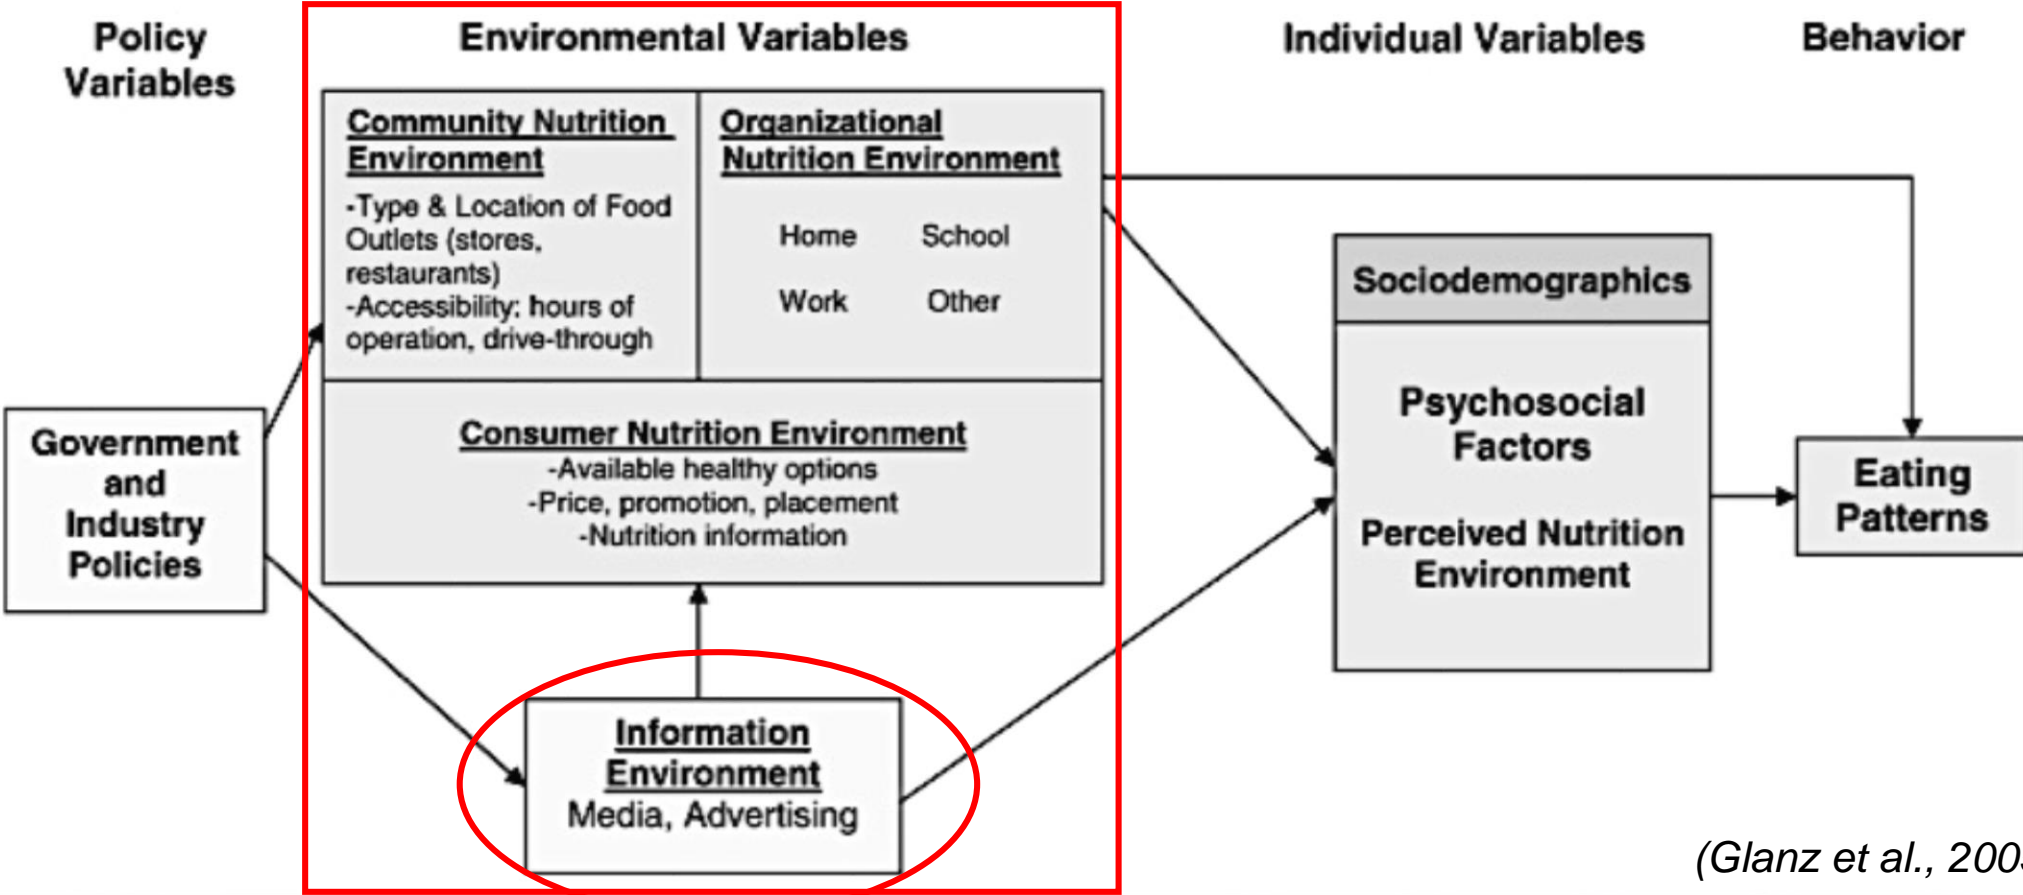 Policy
Variables
Environmental Variables
Individual Variables
Behavior
Community Nutrition
Environment
-Type & Location of Food
Outlets (stores,
restaurants)
-Accessibility: hours of
operation, drive-through
Organizational
Nutrition Environment
Home School
Work Other
Consumer Nutrition Environment
-Available healthy options
-Price, promotion, placement
-Nutrition information
Government
and
Industry
Policies
Information
Environment
Media, Advertising
Sociodemographics
Psychosocial
Factors
Perceived Nutrition
Environment
Eating
Patterns
(Glanz et al.,